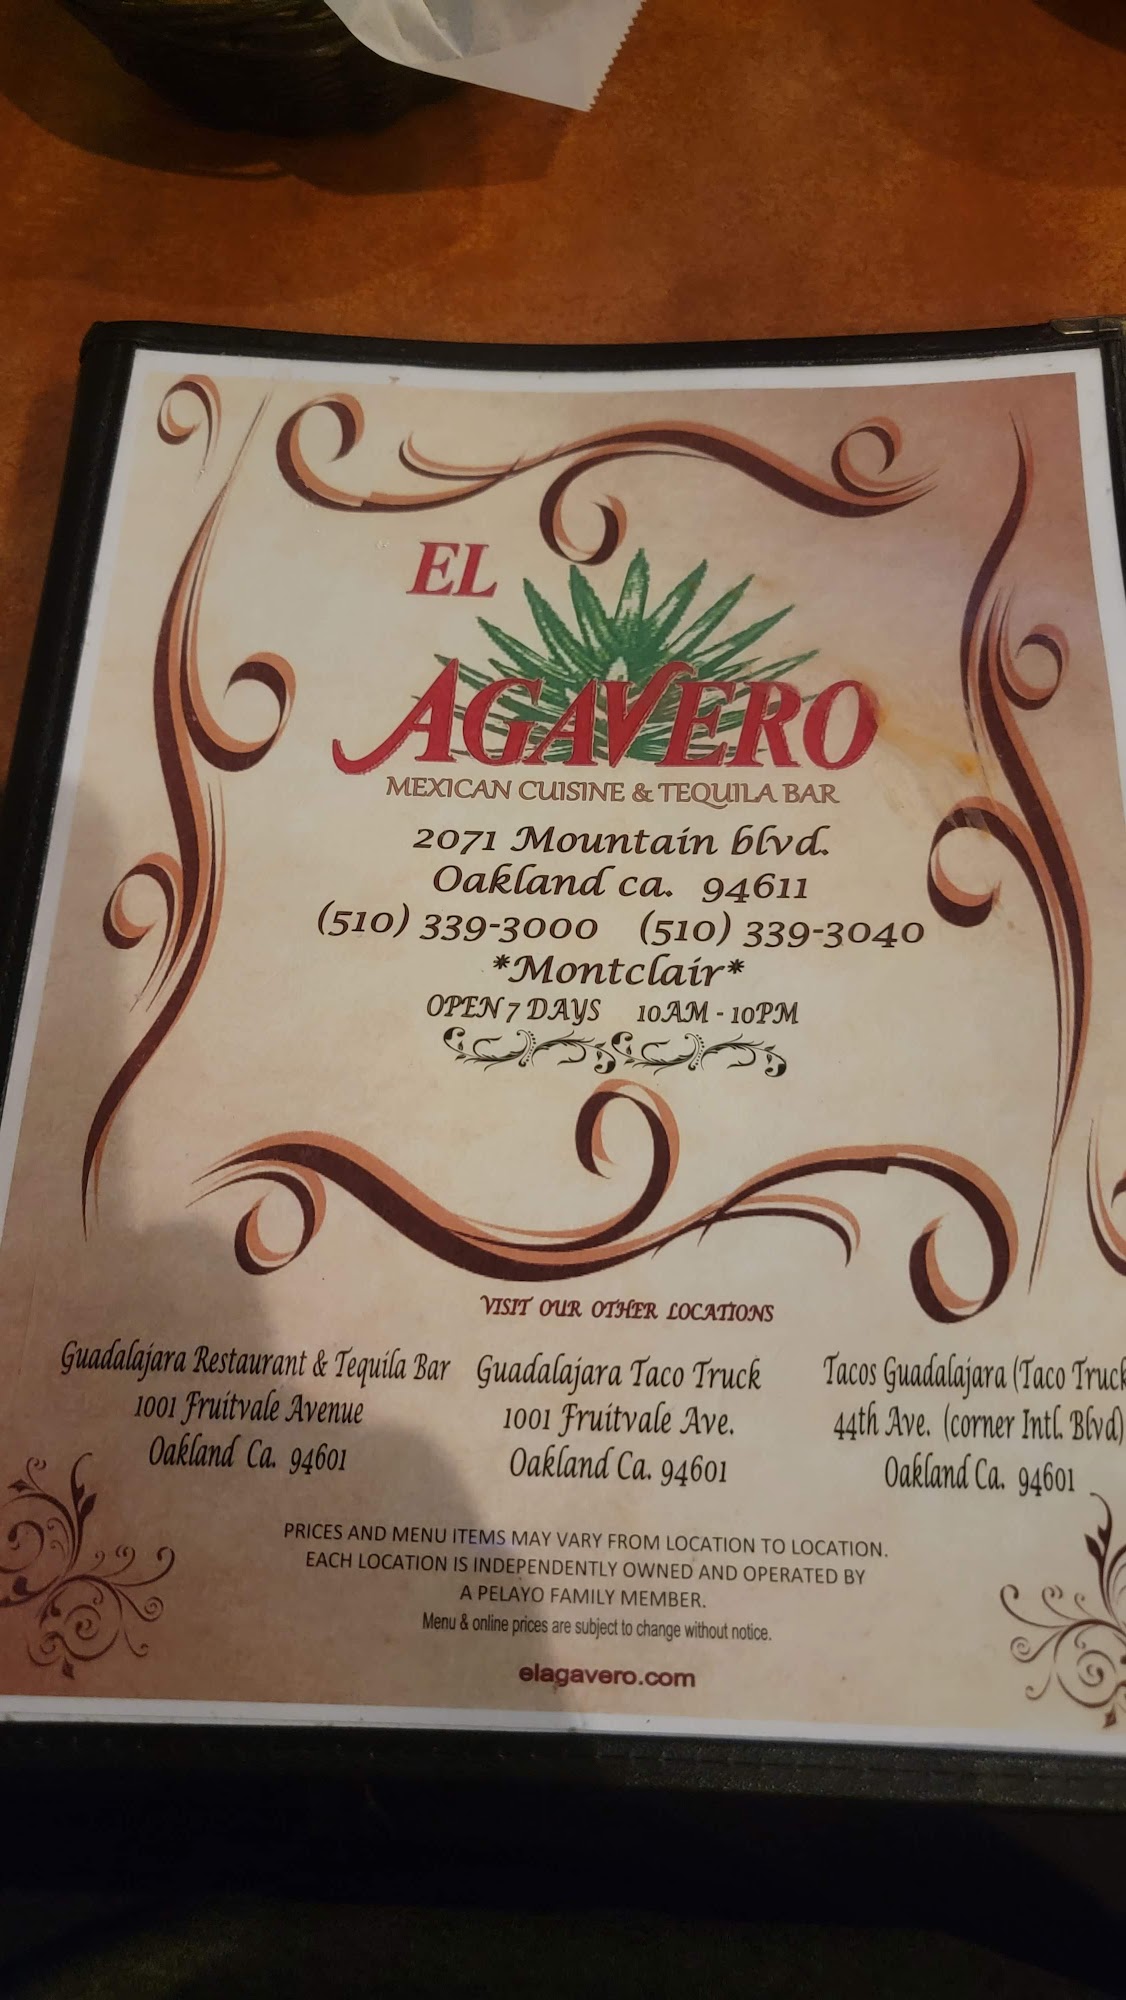 EL
AGAVERO
MEXICAN CUISINE & TEQUILA BAR
2071 Mountain blvd.
Oakland ca. 94611
(510) 339-3000 (510) 339-3040
*Montclair*
OPEN 7 DAYS 10AM - 10PM
VISIT OUR OTHER LOCATIONS
Guadalajara Restaurant & Tequila Bar
1001 Fruitvale Avenue
Oakland Ca. 94601
Guadalajara Taco Truck
1001 Fruitvale Ave.
Oakland Ca. 94601
Tacos Guadalajara (Taco Truck
44th Ave. (corner Intl. Blvd)
Oakland Ca. 94601
PRICES AND MENU ITEMS MAY VARY FROM LOCATION TO LOCATION.
EACH LOCATION IS INDEPENDENTLY OWNED AND OPERATED BY
A PELAYO FAMILY MEMBER.
Menu & online prices are subject to change without notice.
elagavero.com